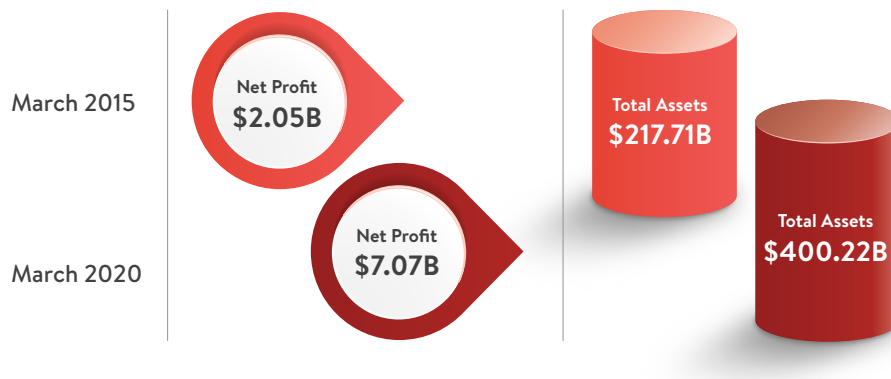 March 2015
Net Profit
$2.05B
Total Assets
$217.71B
March 2020
Net Profit
$7.07B
Total Assets
$400.22B